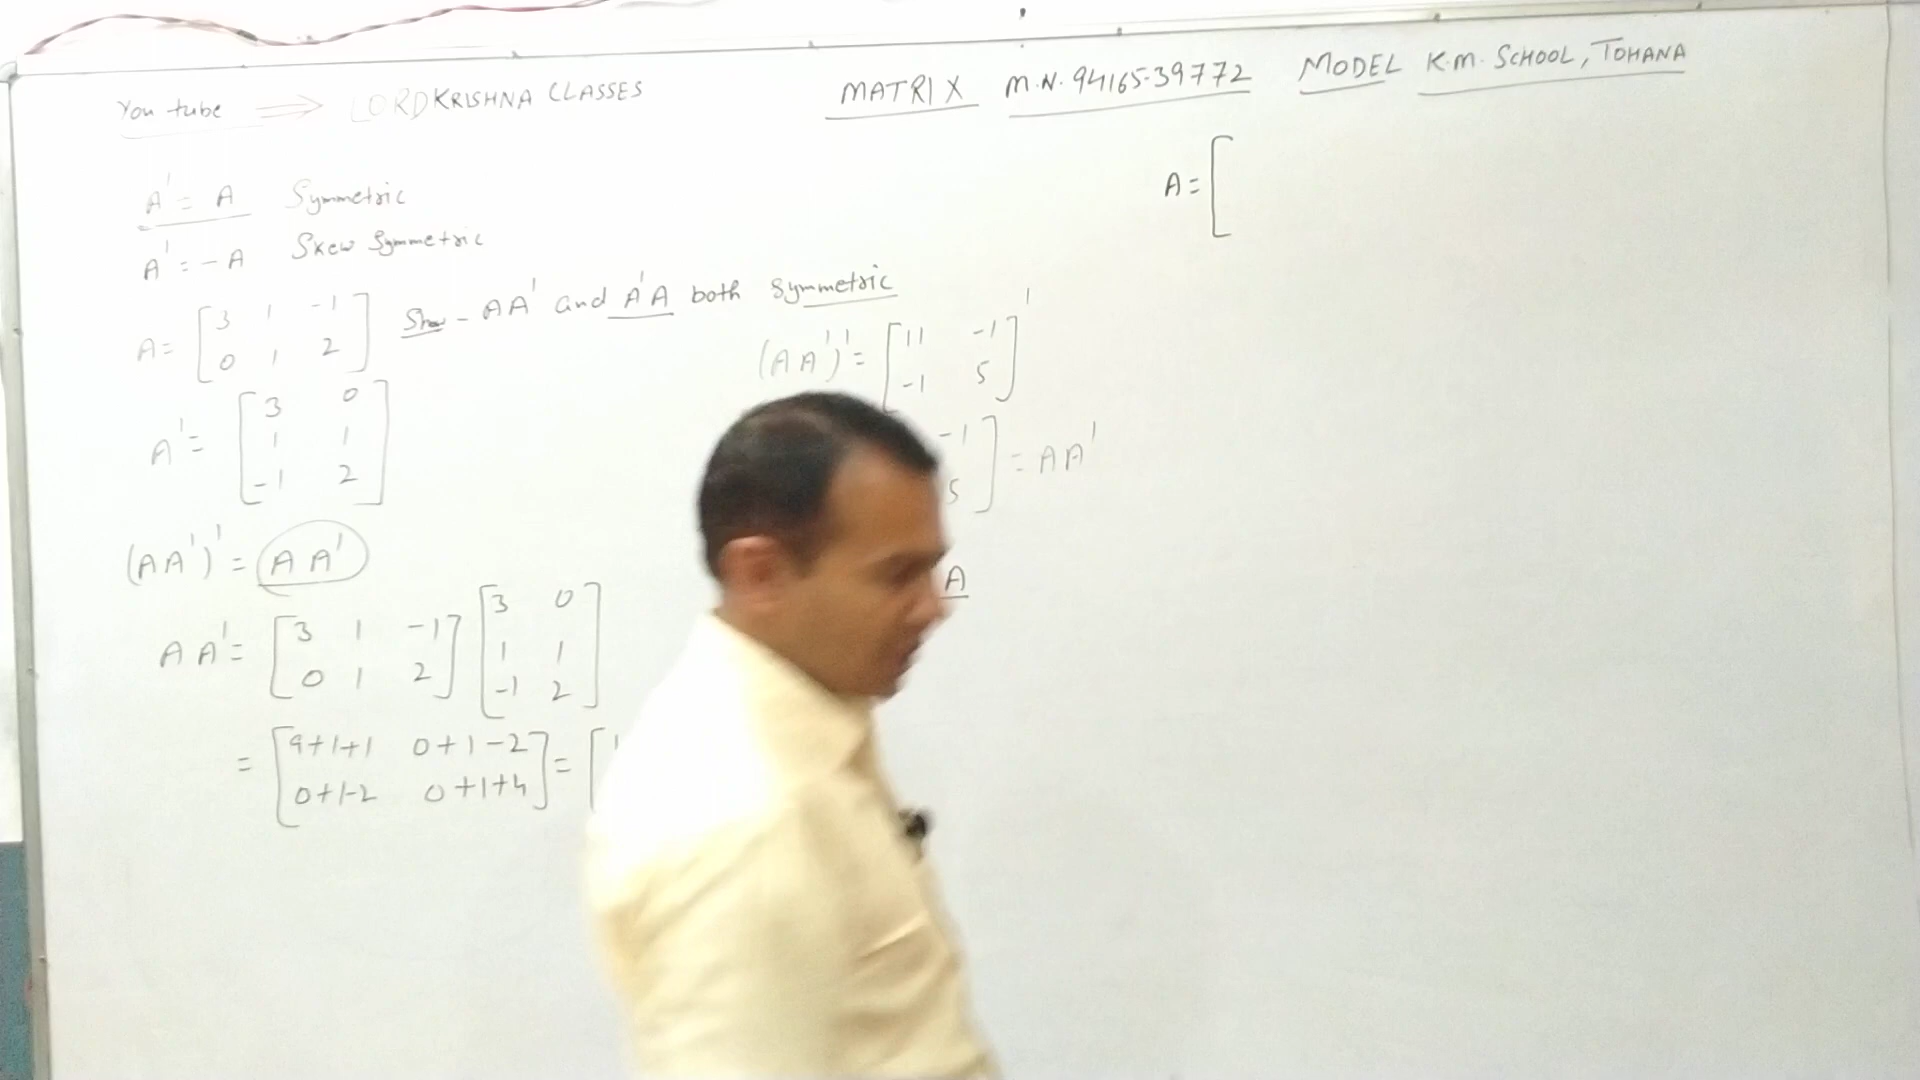 You tube ⟹ LORD KRISHNA CLASSES MATRIX M.N. 94165-39772 MODEL K.M. SCHOOL, TOHANA
A' = A Symmetric
A' = -A Skew Symmetric
A = [3 1 -1
0 1 2] Show - AA' and A'A both Symmetric
A' = [3 0
1 1
-1 2]
(AA')' = A A'
AA' = [3 1 -1
0 1 2] [3 0
1 1
-1 2]
= [9+1+1 0+1-2
0+1-2 0+1+4] = [
(AA')' = [11 -1
-1 5]'
-1
5] = AA'
A
A = [